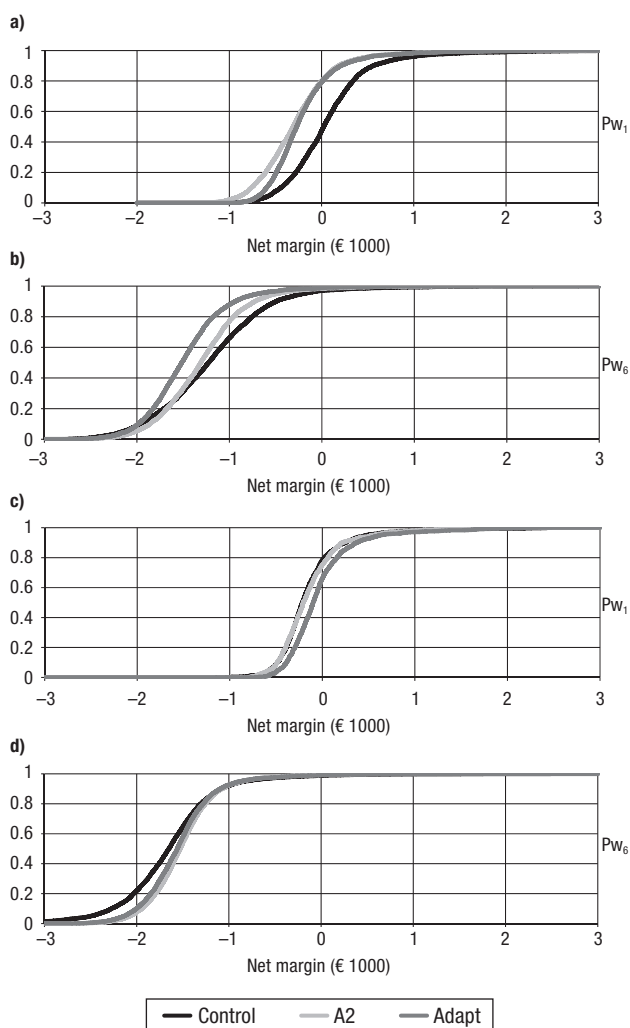 a)
1
0.8
0.6
0.4
0.2
0
Pw₁
–3 –2 –1 0 1 2 3
Net margin (€ 1000)
b)
1
0.8
0.6
0.4
0.2
0
Pw₆
–3 –2 –1 0 1 2 3
Net margin (€ 1000)
c)
1
0.8
0.6
0.4
0.2
0
Pw₁
–3 –2 –1 0 1 2 3
Net margin (€ 1000)
d)
1
0.8
0.6
0.4
0.2
0
Pw₆
–3 –2 –1 0 1 2 3
Net margin (€ 1000)
Control A2 Adapt